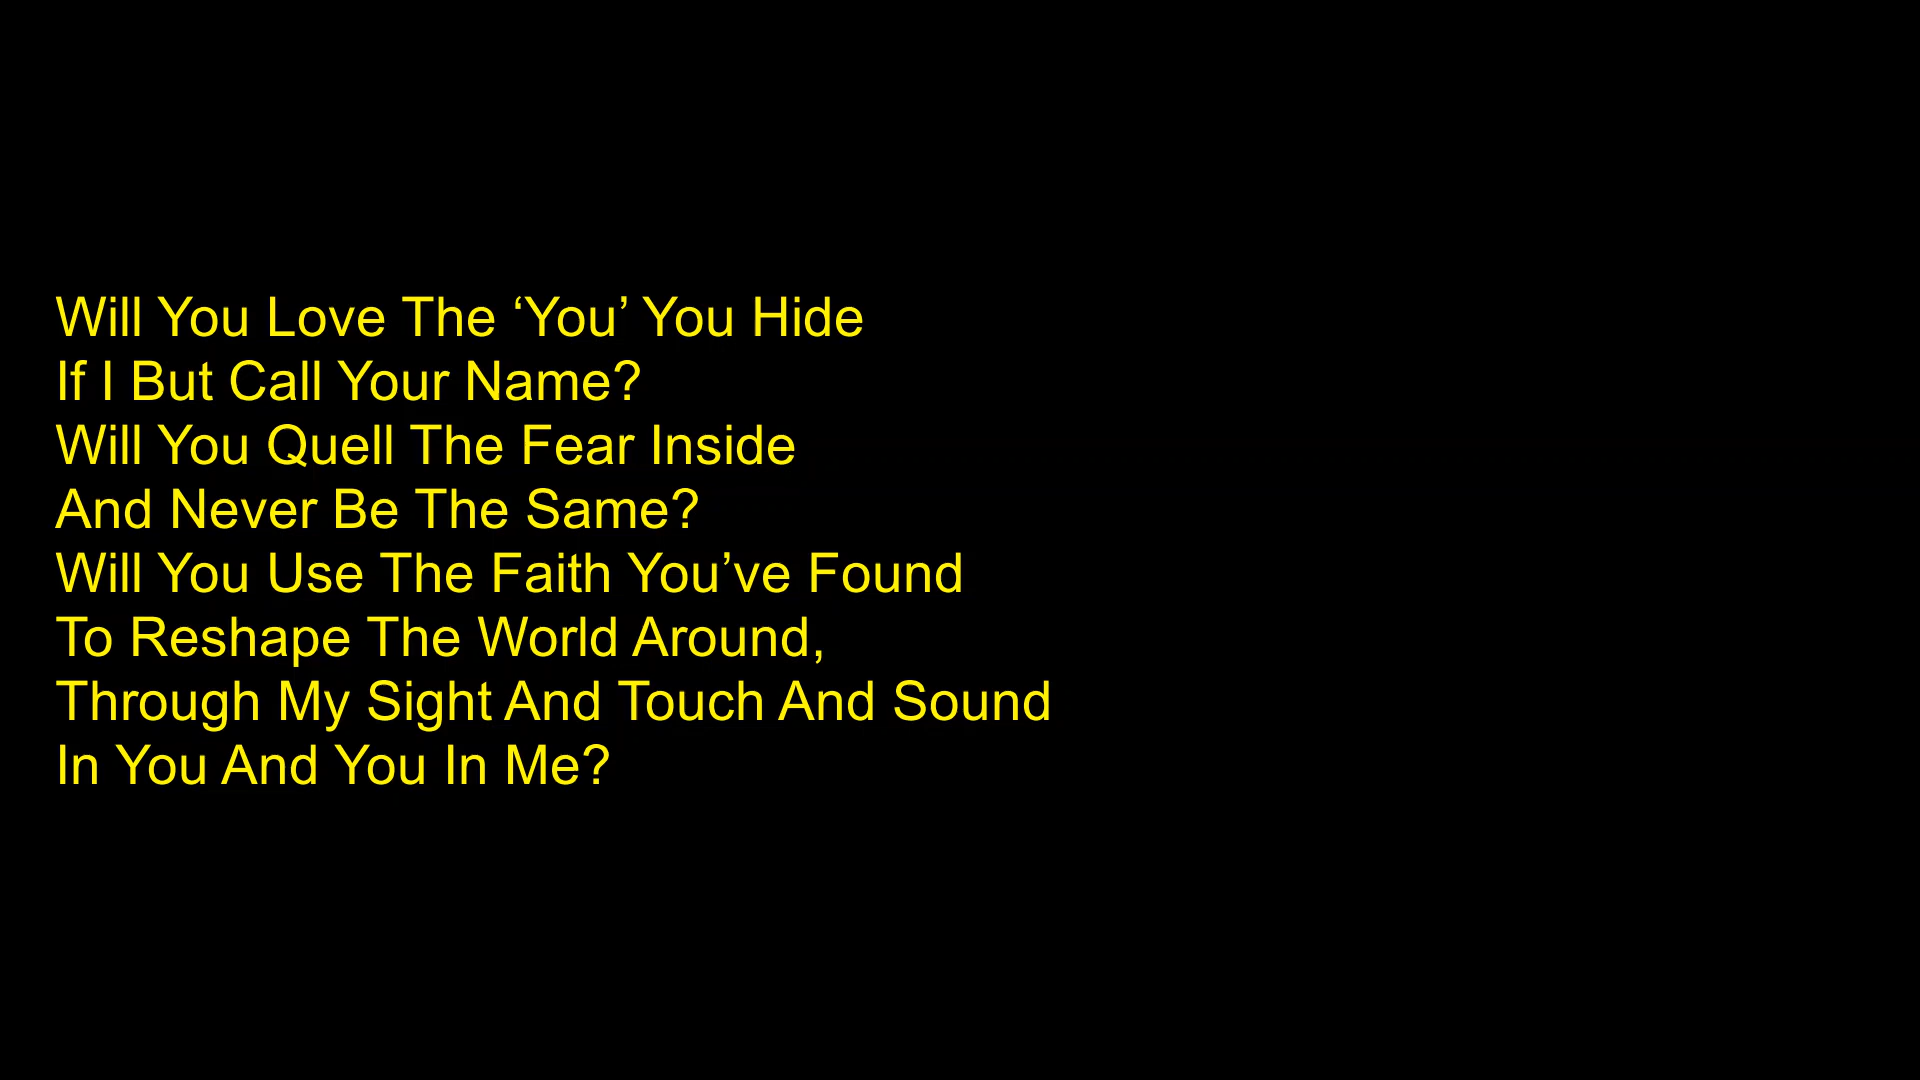 Will You Love The ‘You’ You Hide
If I But Call Your Name?
Will You Quell The Fear Inside
And Never Be The Same?
Will You Use The Faith You’ve Found
To Reshape The World Around,
Through My Sight And Touch And Sound
In You And You In Me?